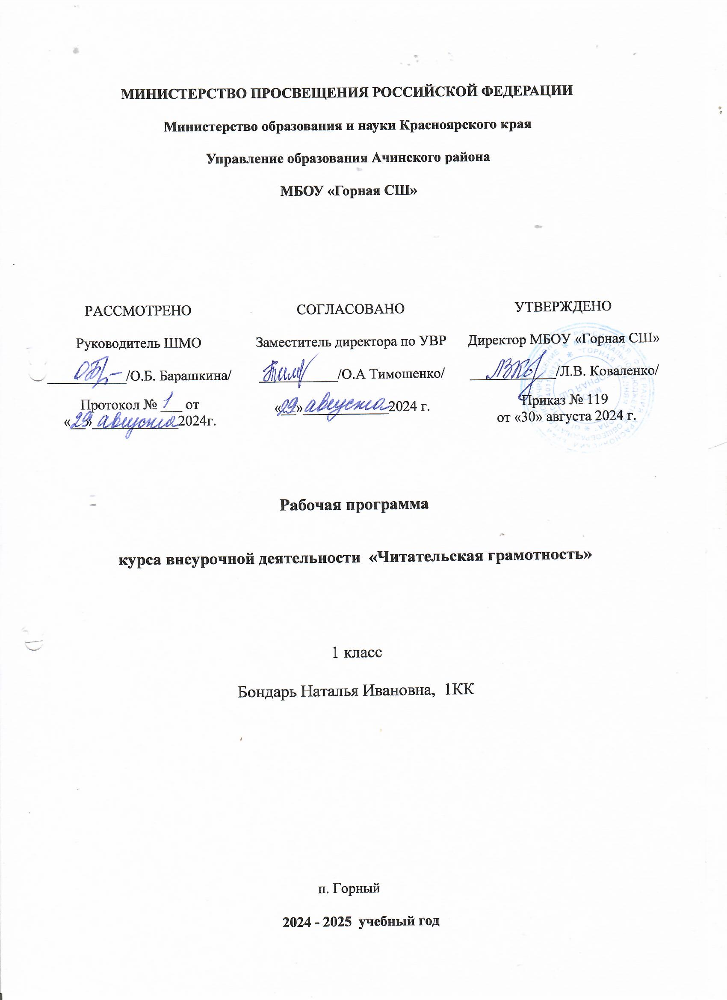 МИНИСТЕРСТВО ПРОСВЕЩЕНИЯ РОССИЙСКОЙ ФЕДЕРАЦИИ
Министерство образования и науки Красноярского края
Управление образования Ачинского района
МБОУ «Горная СШ»
РАССМОТРЕНО
Руководитель ШМО
/О.Б. Барашкина/
Протокол № 1 от
«29» августа 2024г.
СОГЛАСОВАНО
Заместитель директора по УВР
/О.А Тимошенко/
«29» августа 2024 г.
УТВЕРЖДЕНО
Директор МБОУ «Горная СШ»
/Л.В. Коваленко/
Приказ № 119
от «30» августа 2024 г.
Рабочая программа
курса внеурочной деятельности «Читательская грамотность»
1 класс
Бондарь Наталья Ивановна, 1КК
п. Горный
2024 - 2025 учебный год